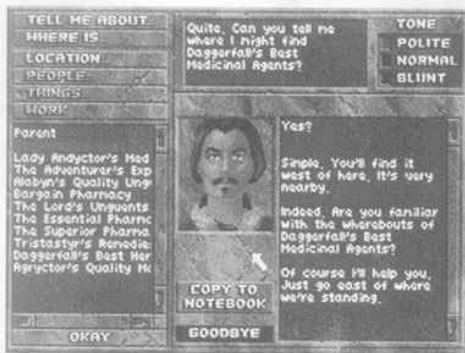 TELL ME ABOUT
WHERE IS
LOCATION
PEOPLE
THINGS
WORK
Parent
Lady Andyctor's Med
The Adventurer's Exp
Alabyn's Quality Ung
Bargain Pharmacy
The Lord's Unguents
The Essential Pharmc
The Superior Pharma
Tristastyr's Remedie
Daggerfall's Best Her
Agryctor's Quality Me
OKAY
Quite. Can you tell me
where I might find
Daggerfall's Best
Medicinal Agents?
TONE
POLITE
NORMAL
BLUNT
COPY TO
NOTEBOOK
GOODBYE
Yes?
Simple. You'll find it
west of here. It's very
nearby.
Indeed. Are you familiar
with the wherebouts of
Daggerfall's Best
Medicinal Agents?
Of course I'll help you.
Just go east of where
we're standing.